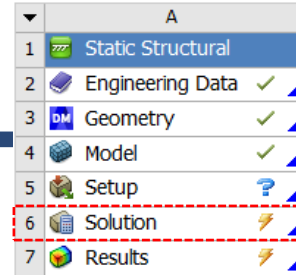 A
1 Static Structural
2 Engineering Data
3 DM Geometry
4 Model
5 Setup ?
6 Solution
7 Results